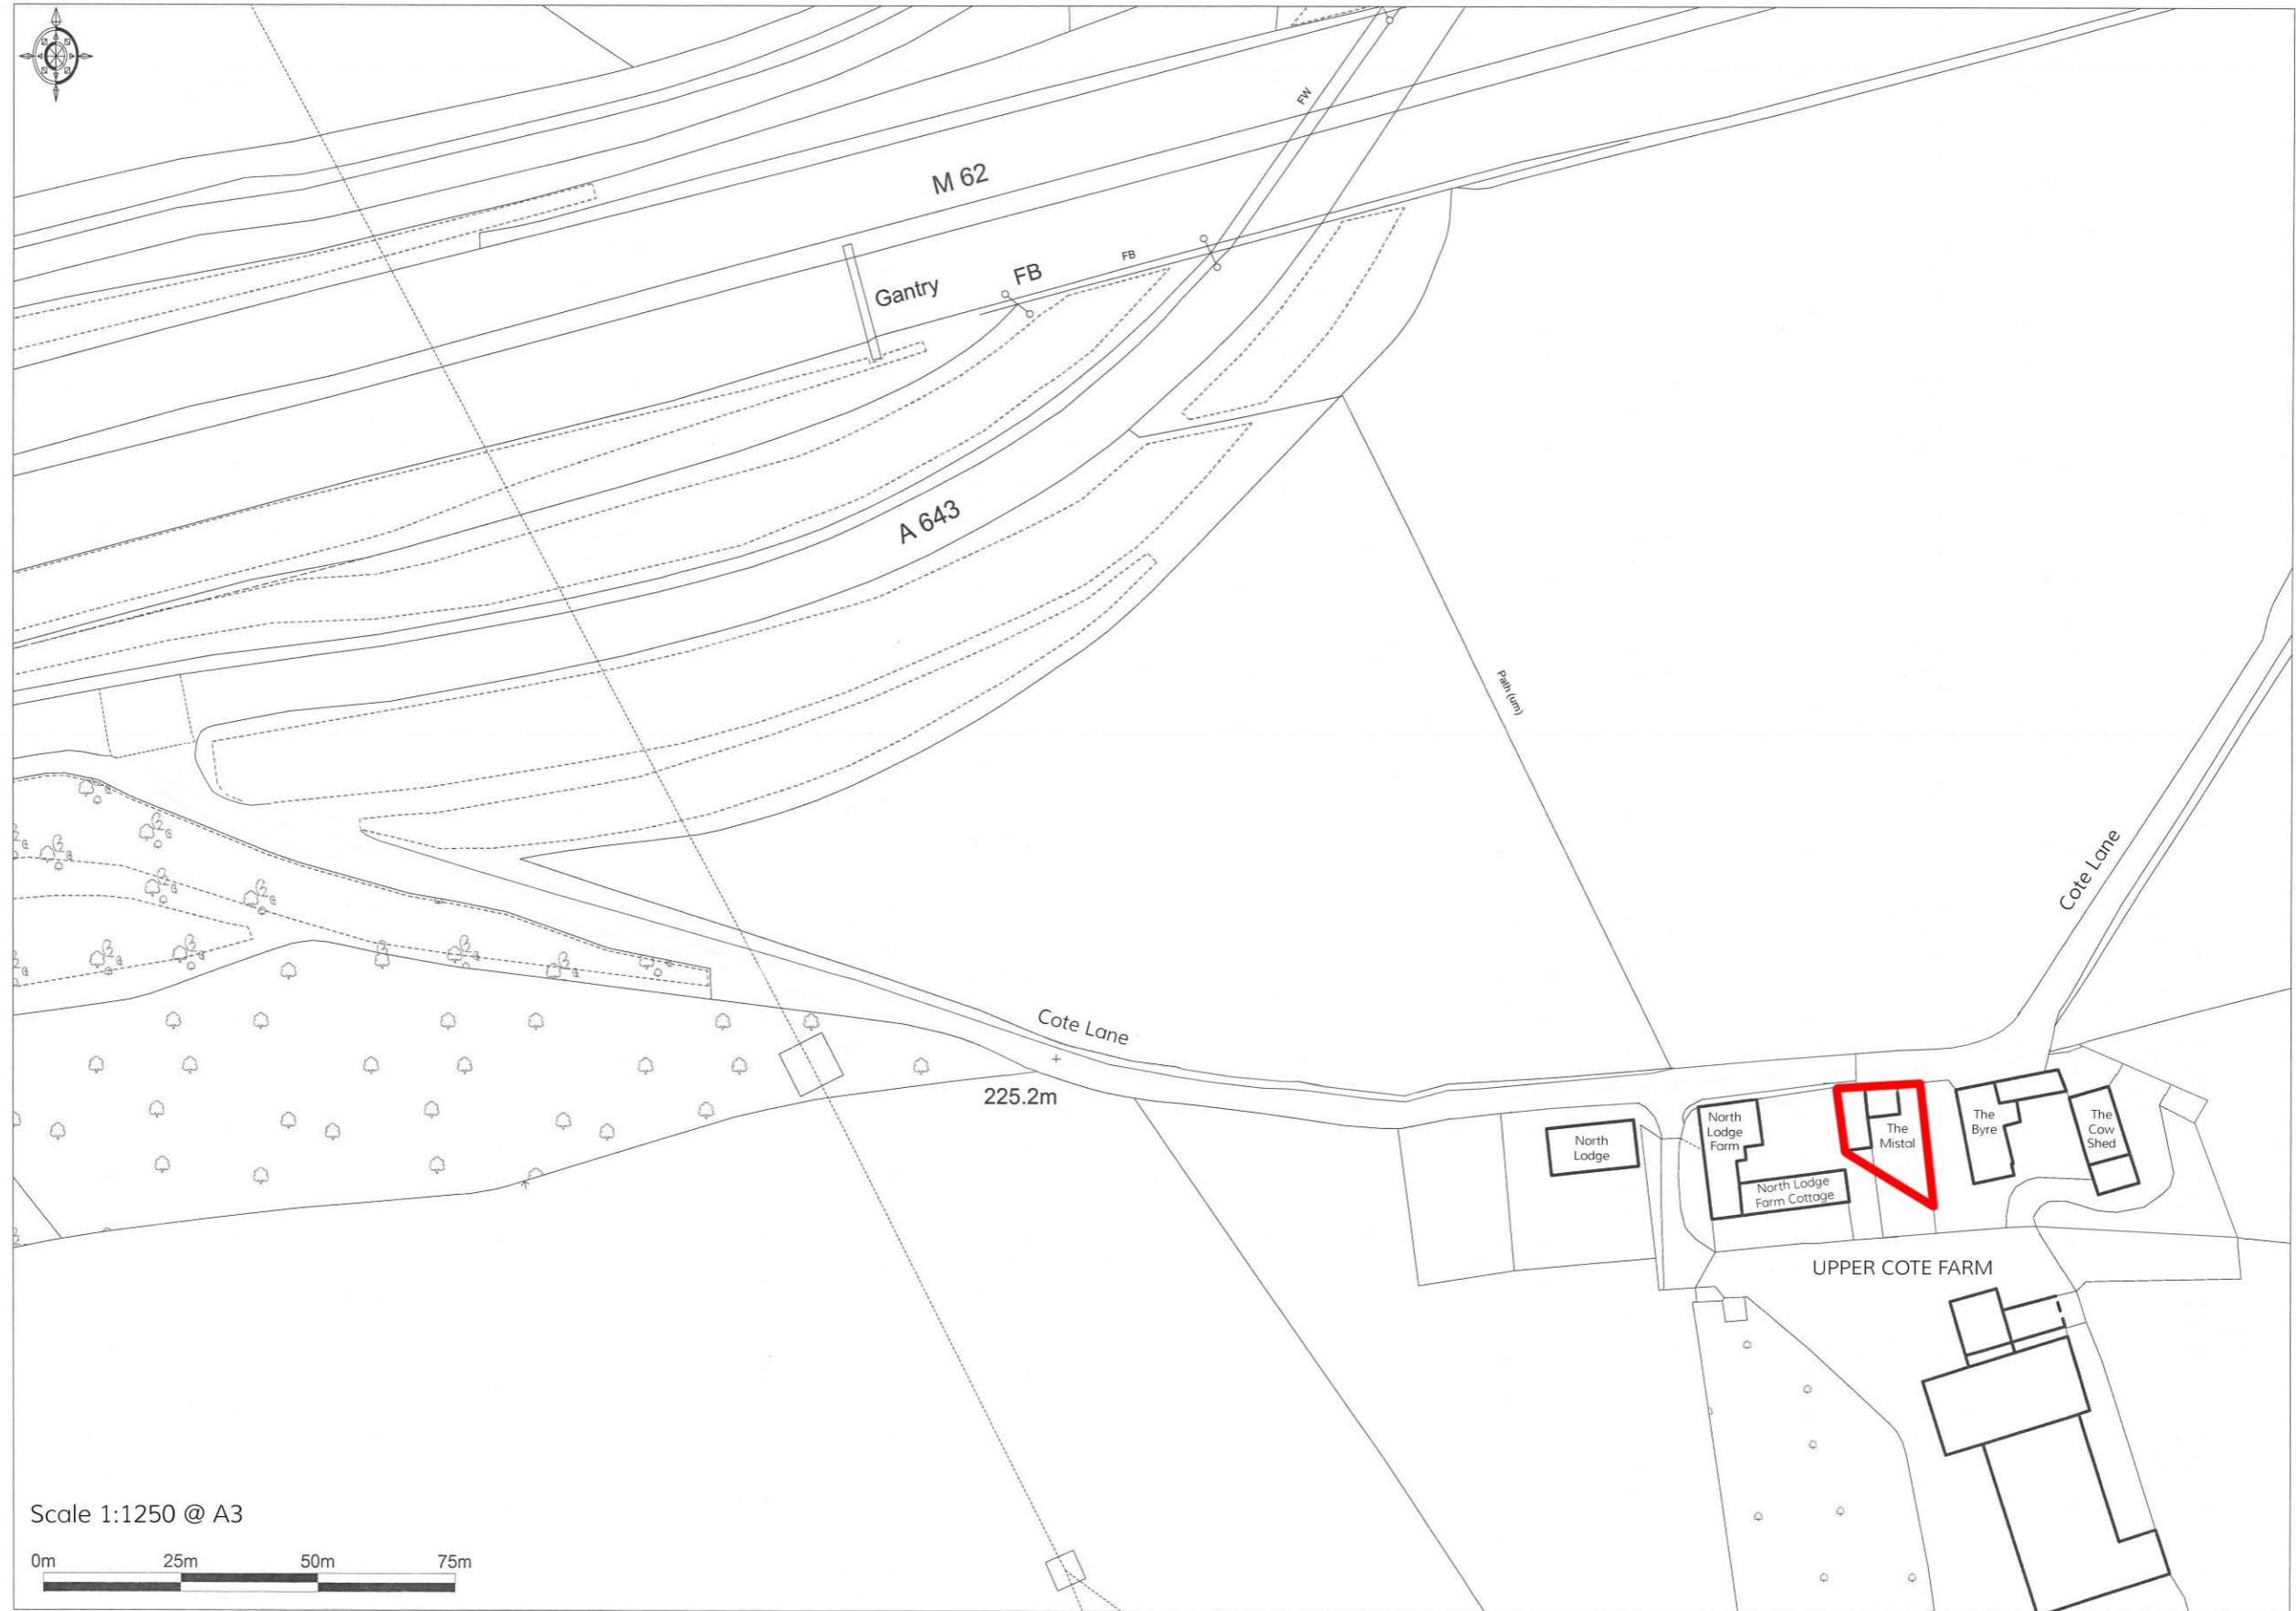 FW
M 62
FB
FB
Gantry
A 643
Path (um)
Cote Lane
Cote Lane
225.2m
North
Lodge
North
Lodge
Farm
North Lodge
Farm Cottage
The
Mistal
The
Byre
The
Cow
Shed
UPPER COTE FARM
Scale 1:1250 @ A3
0m 25m 50m 75m